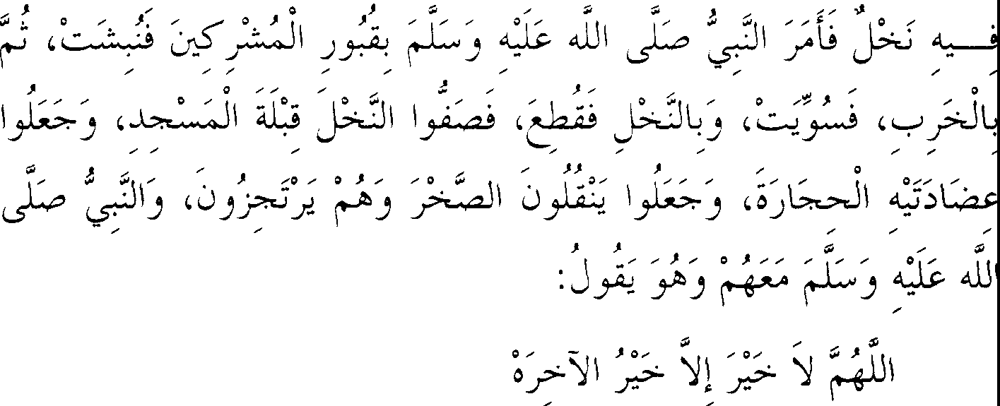 فِـــيهِ نَخْلٌ فَأَمَرَ النَّبِيُّ صَلَّى اللَّه عَلَيْهِ وَسَلَّمَ بِقُبُورِ الْمُشْرِكِينَ فَنُبِشَتْ، ثُمَّ
بِالْخَرِبِ، فَسُوِّيَتْ، وَبِالنَّخْلِ فَقُطِعَ، فَصَفُّوا النَّخْلَ قِبْلَةَ الْمَسْجِدِ، وَجَعَلُوا
عِضَادَتَيْهِ الْحِجَارَةَ، وَجَعَلُوا يَنْقُلُونَ الصَّخْرَ وَهُمْ يَرْتَجِزُونَ، وَالنَّبِيُّ صَلَّى
اللَّه عَلَيْهِ وَسَلَّمَ مَعَهُمْ وَهُوَ يَقُولُ:
اللَّهُمَّ لاَ خَيْرَ إِلاَّ خَيْرُ الآخِرَهْ